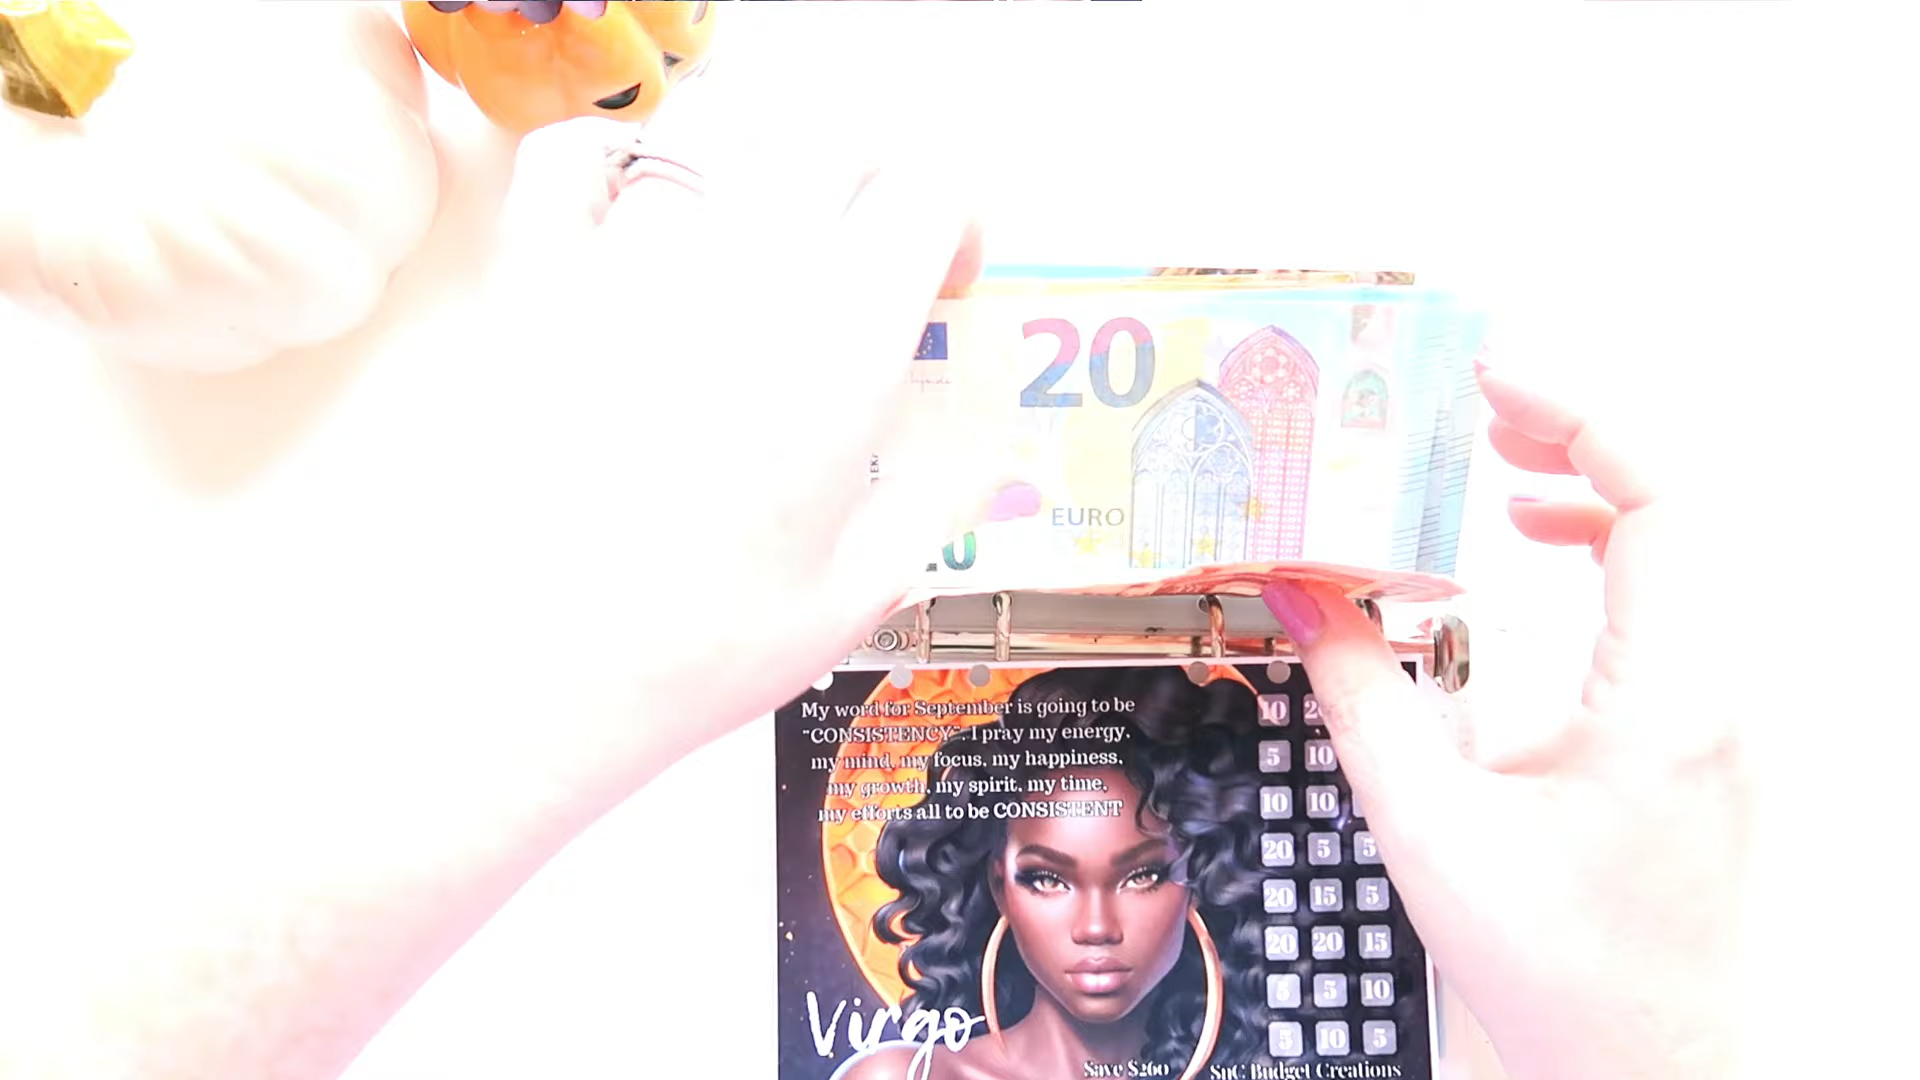 20
EURO
My word for September is going to be
"CONSISTENCY". I pray my energy,
my mind, my focus, my happiness,
my growth, my spirit, my time,
my efforts all to be CONSISTENT
10
5 10
10 10
20 5 5
20 15 5
20 20 15
5 5 10
5 10 5
Virgo
Save $260
SnC Budget Creations